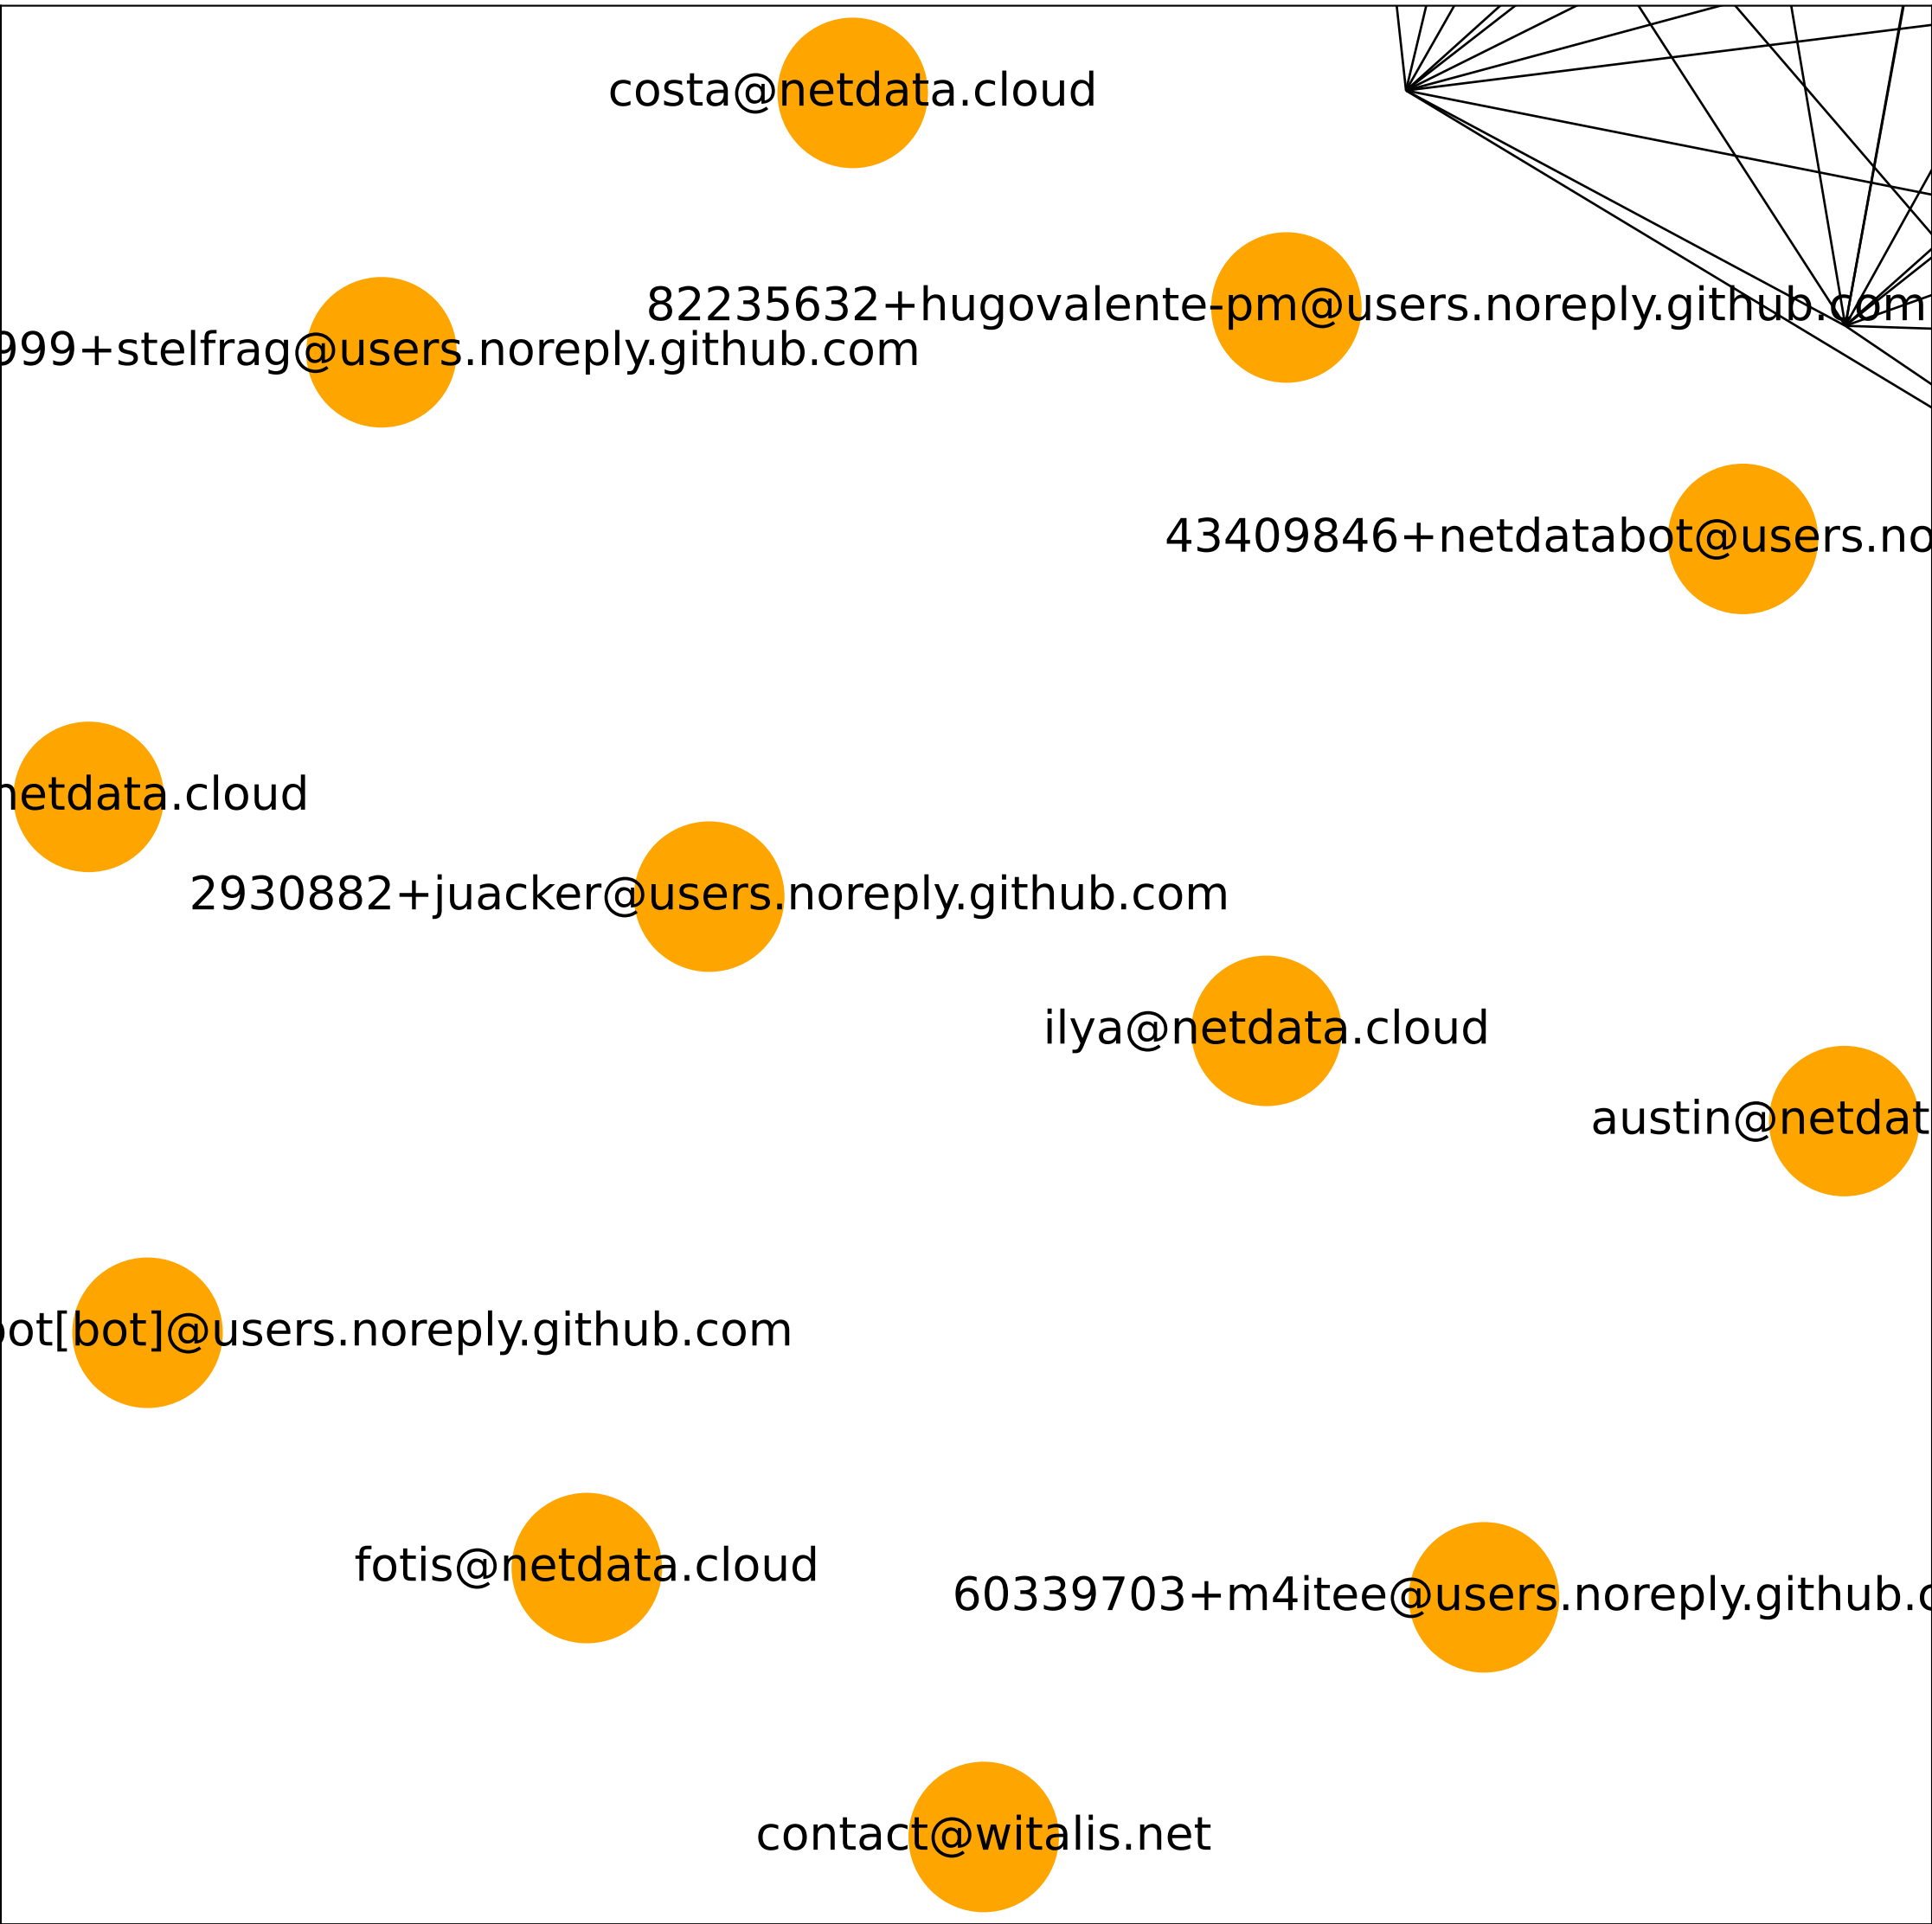 costa@netdata.cloud
82235632+hugovalente-pm@users.noreply.github.com
999+stelfrag@users.noreply.github.com
43409846+netdatabot@users.no
netdata.cloud
2930882+juacker@users.noreply.github.com
ilya@netdata.cloud
austin@netdat
ot[bot]@users.noreply.github.com
fotis@netdata.cloud
60339703+m4itee@users.noreply.github.c
contact@witalis.net